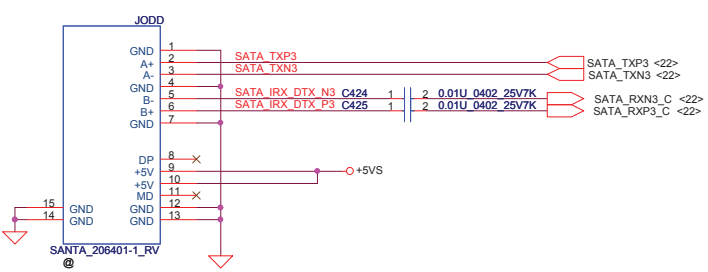 JODD
GND 1
A+ 2 SATA_TXP3 SATA_TXP3 <22>
A- 3 SATA_TXN3 SATA_TXN3 <22>
GND 4
B- 5 SATA_IRX_DTX_N3 C424 1 2 0.01U_0402_25V7K SATA_RXN3_C <22>
B+ 6 SATA_IRX_DTX_P3 C425 1 2 0.01U_0402_25V7K SATA_RXP3_C <22>
GND 7
DP 8
+5V 9 +5VS
+5V 10
MD 11
15 GND GND 12
14 GND GND 13
SANTA_206401-1_RV
@